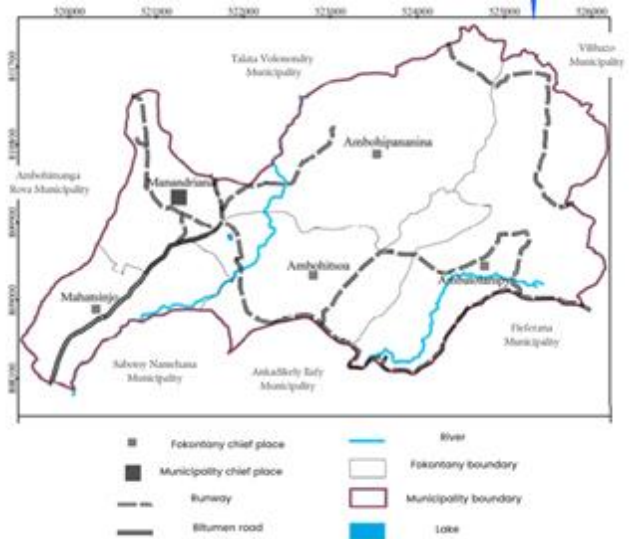 520000 521000 522000 523000 524000 525000 526000
Talata Volonondry
Municipality
Municipality
Ambohipananina
Ambohimanga
Rova Municipality
Manandriana
Ambohitsoa
Mahatsinjo
Municipality
Sabotsy Namehana
Municipality
Ankadikely Ilafy
Municipality
Fokontany chief place
Municipality chief place
Runway
Bitumen road
River
Fokontany boundary
Municipality boundary
Lake